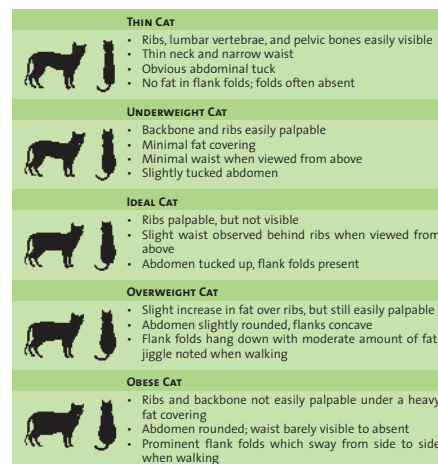 THIN CAT
• Ribs, lumbar vertebrae, and pelvic bones easily visible
• Thin neck and narrow waist
• Obvious abdominal tuck
• No fat in flank folds; folds often absent
UNDERWEIGHT CAT
• Backbone and ribs easily palpable
• Minimal fat covering
• Minimal waist when viewed from above
• Slightly tucked abdomen
IDEAL CAT
• Ribs palpable, but not visible
• Slight waist observed behind ribs when viewed from
above
• Abdomen tucked up, flank folds present
OVERWEIGHT CAT
• Slight increase in fat over ribs, but still easily palpable
• Abdomen slightly rounded, flanks concave
• Flank folds hang down with moderate amount of fat
jiggle noted when walking
OBESE CAT
• Ribs and backbone not easily palpable under a heavy
fat covering
• Abdomen rounded; waist barely visible to absent
• Prominent flank folds which sway from side to side
when walking